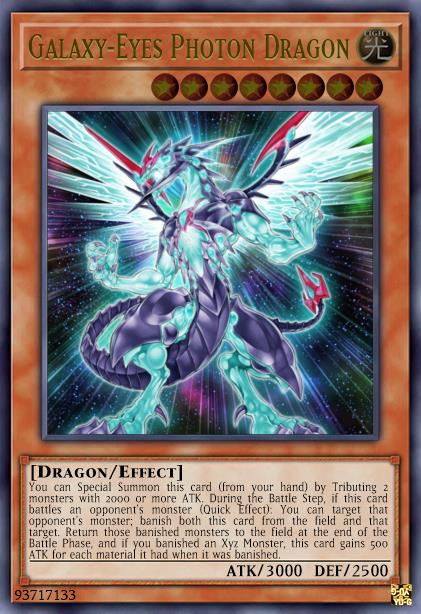 GALAXY-EYES PHOTON DRAGON
LIGHT
光
[DRAGON/EFFECT]
You can Special Summon this card (from your hand) by Tributing 2
monsters with 2000 or more ATK. During the Battle Step, if this card
battles an opponent's monster (Quick Effect): You can target that
opponent's monster; banish both this card from the field and that
target. Return those banished monsters to the field at the end of the
Battle Phase, and if you banished an Xyz Monster, this card gains 500
ATK for each material it had when it was banished.
ATK/3000 DEF/2500
93717133